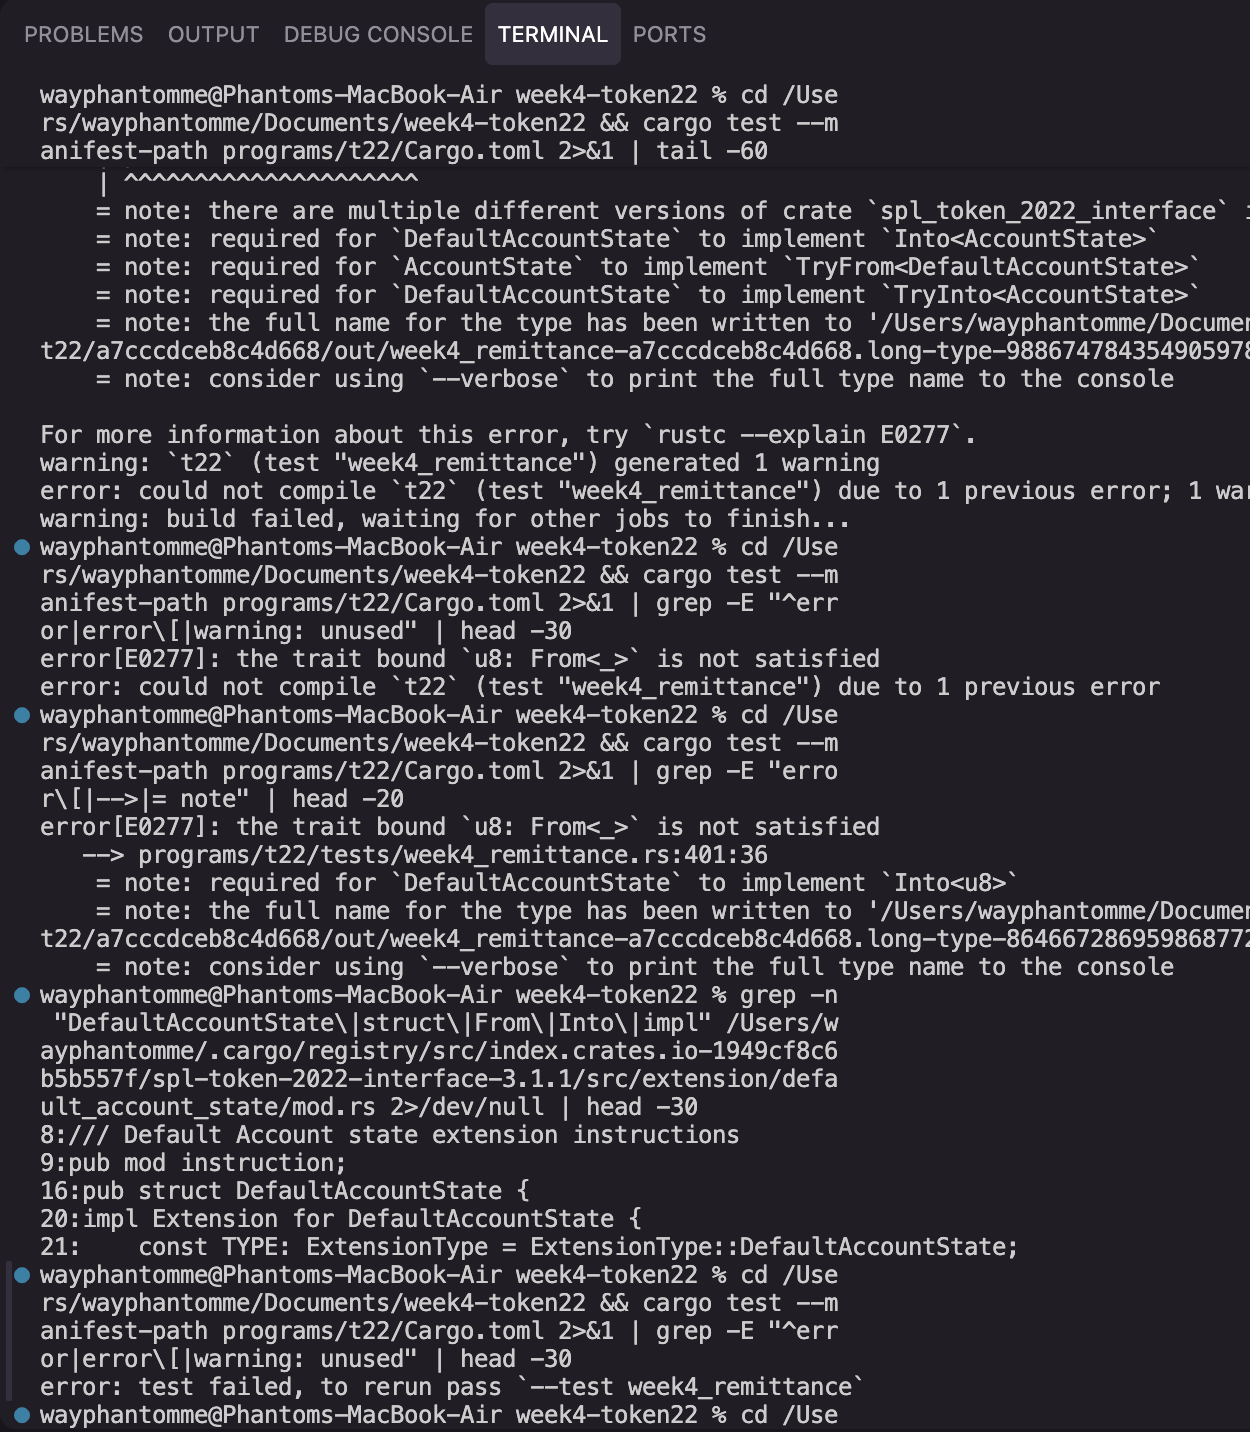 PROBLEMS OUTPUT DEBUG CONSOLE TERMINAL PORTS
wayphantomme@Phantoms-MacBook-Air week4-token22 % cd /Use
rs/wayphantomme/Documents/week4-token22 && cargo test --m
anifest-path programs/t22/Cargo.toml 2>&1 | tail -60
| ^^^^^^^^^^^^^^^^^^^^^
= note: there are multiple different versions of crate `spl_token_2022_interface` i
= note: required for `DefaultAccountState` to implement `Into<AccountState>`
= note: required for `AccountState` to implement `TryFrom<DefaultAccountState>`
= note: required for `DefaultAccountState` to implement `TryInto<AccountState>`
= note: the full name for the type has been written to '/Users/wayphantomme/Documen
t22/a7cccdceb8c4d668/out/week4_remittance-a7cccdceb8c4d668.long-type-988674784354905978
= note: consider using `--verbose` to print the full type name to the console
For more information about this error, try `rustc --explain E0277`.
warning: `t22` (test "week4_remittance") generated 1 warning
error: could not compile `t22` (test "week4_remittance") due to 1 previous error; 1 war
warning: build failed, waiting for other jobs to finish...
wayphantomme@Phantoms-MacBook-Air week4-token22 % cd /Use
rs/wayphantomme/Documents/week4-token22 && cargo test --m
anifest-path programs/t22/Cargo.toml 2>&1 | grep -E "^err
or|error\[|warning: unused" | head -30
error[E0277]: the trait bound `u8: From<_>` is not satisfied
error: could not compile `t22` (test "week4_remittance") due to 1 previous error
wayphantomme@Phantoms-MacBook-Air week4-token22 % cd /Use
rs/wayphantomme/Documents/week4-token22 && cargo test --m
anifest-path programs/t22/Cargo.toml 2>&1 | grep -E "erro
r\[|-->|= note" | head -20
error[E0277]: the trait bound `u8: From<_>` is not satisfied
--> programs/t22/tests/week4_remittance.rs:401:36
= note: required for `DefaultAccountState` to implement `Into<u8>`
= note: the full name for the type has been written to '/Users/wayphantomme/Documen
t22/a7cccdceb8c4d668/out/week4_remittance-a7cccdceb8c4d668.long-type-864667286959868772
= note: consider using `--verbose` to print the full type name to the console
wayphantomme@Phantoms-MacBook-Air week4-token22 % grep -n
"DefaultAccountState\|struct\|From\|Into\|impl" /Users/w
ayphantomme/.cargo/registry/src/index.crates.io-1949cf8c6
b5b557f/spl-token-2022-interface-3.1.1/src/extension/defa
ult_account_state/mod.rs 2>/dev/null | head -30
8:/// Default Account state extension instructions
9:pub mod instruction;
16:pub struct DefaultAccountState {
20:impl Extension for DefaultAccountState {
21:    const TYPE: ExtensionType = ExtensionType::DefaultAccountState;
wayphantomme@Phantoms-MacBook-Air week4-token22 % cd /Use
rs/wayphantomme/Documents/week4-token22 && cargo test --m
anifest-path programs/t22/Cargo.toml 2>&1 | grep -E "^err
or|error\[|warning: unused" | head -30
error: test failed, to rerun pass `--test week4_remittance`
wayphantomme@Phantoms-MacBook-Air week4-token22 % cd /Use